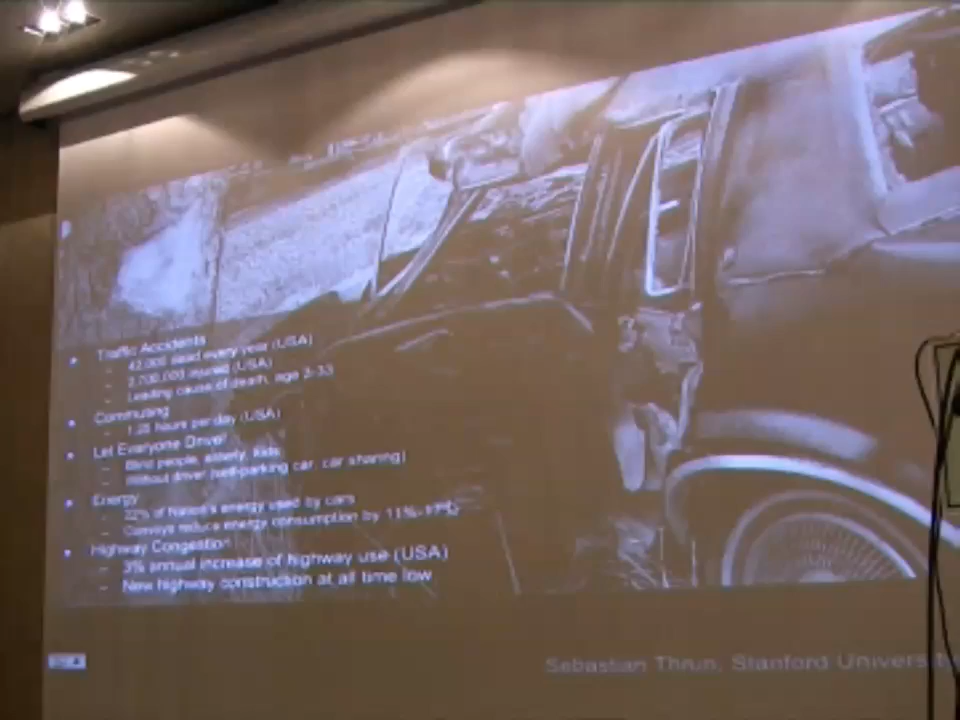 Traffic Accidents
- 42,000 dead every year (USA)
- 2,700,000 injured (USA)
- Leading cause of death, age 3-33
Commuting
- 1.25 hours per day (USA)
Let Everyone Drive!
- Blind people, elderly, kids
- Without driver (self-parking car, car sharing)
Energy
- 22% of Nation's energy used by cars
- Convoys reduce energy consumption by 11%-17%
Highway Congestion
- 3% annual increase of highway use (USA)
- New highway construction at all time low
Sebastian Thrun, Stanford University